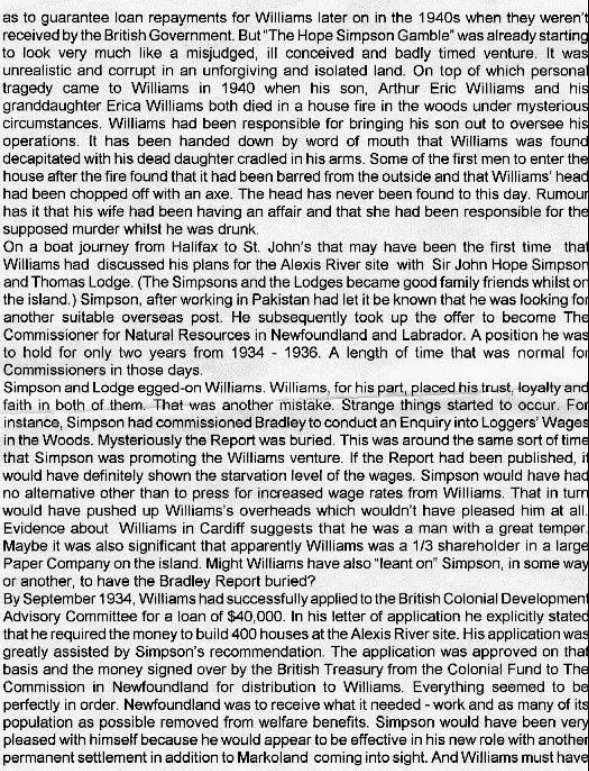 as to guarantee loan repayments for Williams later on in the 1940s when they weren't
received by the British Government. But "The Hope Simpson Gamble" was already starting
to look very much like a misjudged, ill conceived and badly timed venture. It was
unrealistic and corrupt in an unforgiving and isolated land. On top of which personal
tragedy came to Williams in 1940 when his son, Arthur Eric Williams and his
granddaughter Erica Williams both died in a house fire in the woods under mysterious
circumstances. Williams had been responsible for bringing his son out to oversee his
operations. It has been handed down by word of mouth that Williams was found
decapitated with his dead daughter cradled in his arms. Some of the first men to enter the
house after the fire found that it had been barred from the outside and that Williams' head
had been chopped off with an axe. The head has never been found to this day. Rumour
has it that his wife had been having an affair and that she had been responsible for the
supposed murder whilst he was drunk.
On a boat journey from Halifax to St. John's that may have been the first time that
Williams had discussed his plans for the Alexis River site with Sir John Hope Simpson
and Thomas Lodge. (The Simpsons and the Lodges became good family friends whilst on
the island.) Simpson, after working in Pakistan had let it be known that he was looking for
another suitable overseas post. He subsequently took up the offer to become The
Commissioner for Natural Resources in Newfoundland and Labrador. A position he was
to hold for only two years from 1934 - 1936. A length of time that was normal for
Commissioners in those days.
Simpson and Lodge egged-on Williams. Williams, for his part, placed his trust, loyalty and
faith in both of them. That was another mistake. Strange things started to occur. For
instance, Simpson had commissioned Bradley to conduct an Enquiry into Loggers' Wages
in the Woods. Mysteriously the Report was buried. This was around the same sort of time
that Simpson was promoting the Williams venture. If the Report had been published, it
would have definitely shown the starvation level of the wages. Simpson would have had
no alternative other than to press for increased wage rates from Williams. That in turn
would have pushed up Williams's overheads which wouldn't have pleased him at all.
Evidence about Williams in Cardiff suggests that he was a man with a great temper.
Maybe it was also significant that apparently Williams was a 1/3 shareholder in a large
Paper Company on the island. Might Williams have also "leant on" Simpson, in some way
or another, to have the Bradley Report buried?
By September 1934, Williams had successfully applied to the British Colonial Development
Advisory Committee for a loan of $40,000. In his letter of application he explicitly stated
that he required the money to build 400 houses at the Alexis River site. His application was
greatly assisted by Simpson's recommendation. The application was approved on that
basis and the money signed over by the British Treasury from the Colonial Fund to The
Commission in Newfoundland for distribution to Williams. Everything seemed to be
perfectly in order. Newfoundland was to receive what it needed - work and as many of its
population as possible removed from welfare benefits. Simpson would have been very
pleased with himself because he would appear to be effective in his new role with another
permanent settlement in addition to Markoland coming into sight. And Williams must have